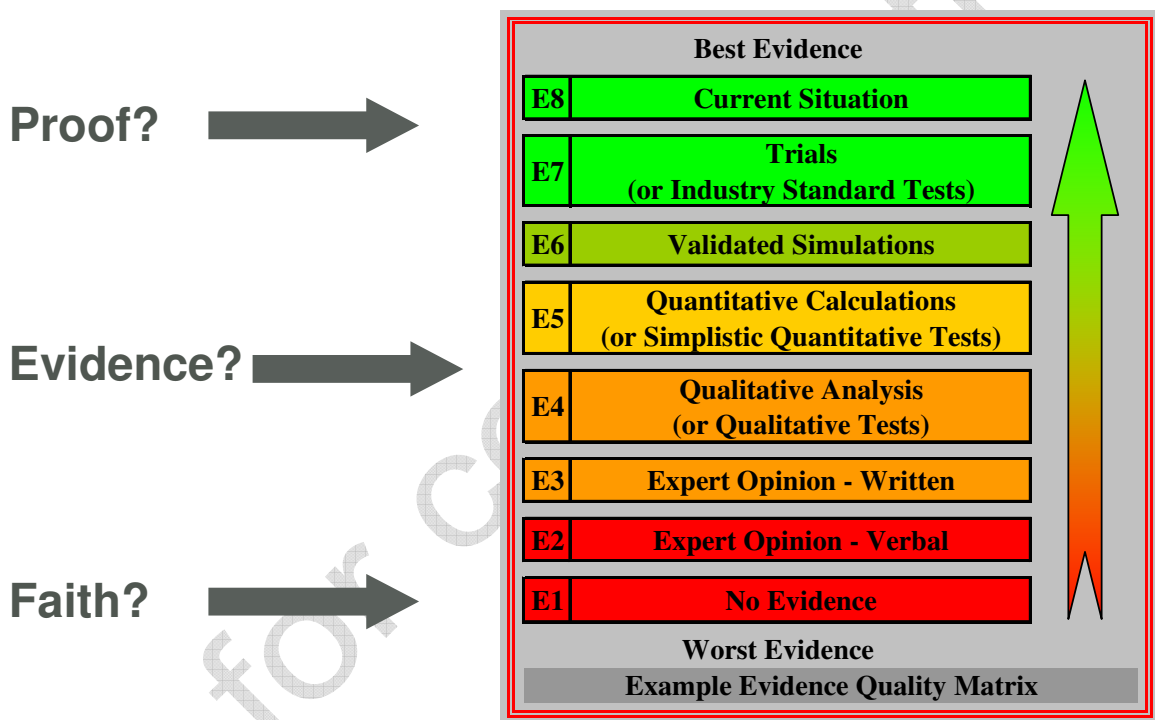 Best Evidence
Proof?
E8 Current Situation
E7 Trials
(or Industry Standard Tests)
E6 Validated Simulations
Evidence?
E5 Quantitative Calculations
(or Simplistic Quantitative Tests)
E4 Qualitative Analysis
(or Qualitative Tests)
E3 Expert Opinion - Written
E2 Expert Opinion - Verbal
Faith?
E1 No Evidence
Worst Evidence
Example Evidence Quality Matrix
for